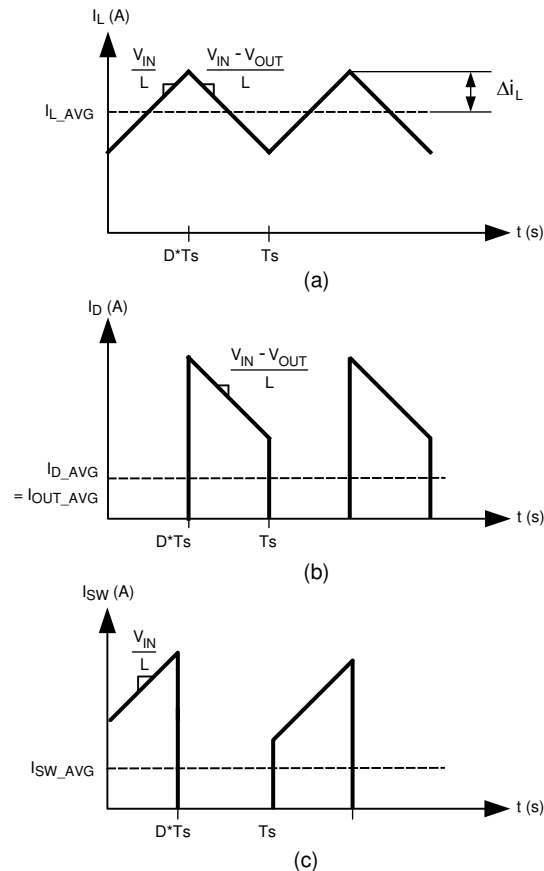 I_L (A)
V_IN
L
V_IN - V_OUT
L
Δi_L
I_L_AVG
t (s)
D*Ts
Ts
(a)
I_D (A)
V_IN - V_OUT
L
I_D_AVG
= I_OUT_AVG
t (s)
D*Ts
Ts
(b)
I_SW (A)
V_IN
L
I_SW_AVG
t (s)
D*Ts
Ts
(c)